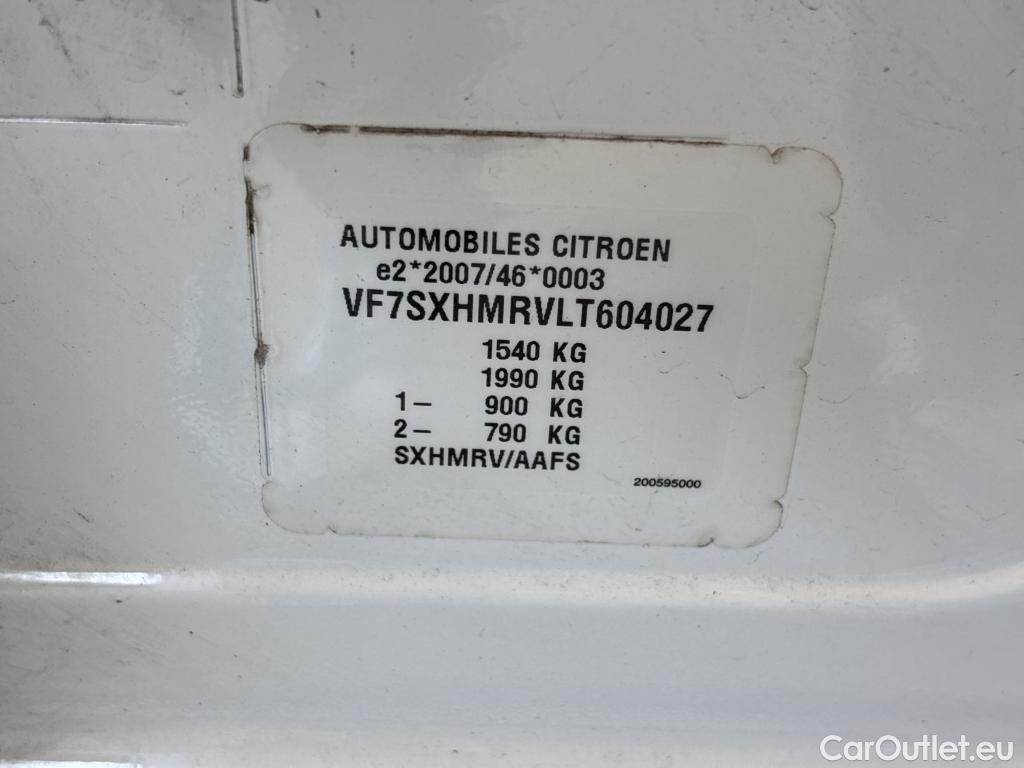 AUTOMOBILES CITROEN
e2*2007/46*0003
VF7SXHMRVLT604027
1540 KG
1990 KG
1– 900 KG
2– 790 KG
SXHMRV//AAFS
200595000
CarOutlet.eu